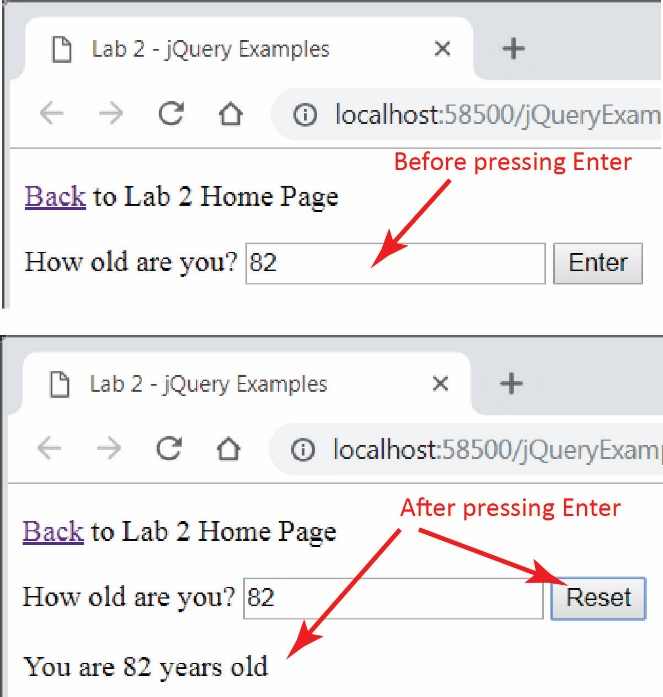 Lab 2 - jQuery Examples
localhost:58500/jQueryExam
Before pressing Enter
Back to Lab 2 Home Page
How old are you? 82 Enter
Lab 2 - jQuery Examples
localhost:58500/jQueryExam
After pressing Enter
Back to Lab 2 Home Page
How old are you? 82 Reset
You are 82 years old